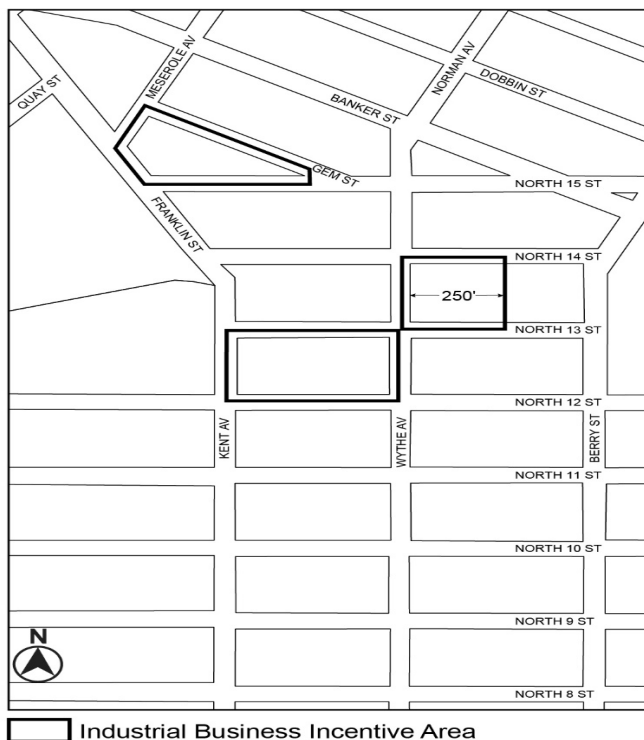 MESEROLE AV
NORMAN AV
QUAY ST
DOBBIN ST
BANKER ST
GEM ST
NORTH 15 ST
FRANKLIN ST
NORTH 14 ST
250'
NORTH 13 ST
NORTH 12 ST
KENT AV
WYTHE AV
BERRY ST
NORTH 11 ST
NORTH 10 ST
NORTH 9 ST
N
NORTH 8 ST
Industrial Business Incentive Area